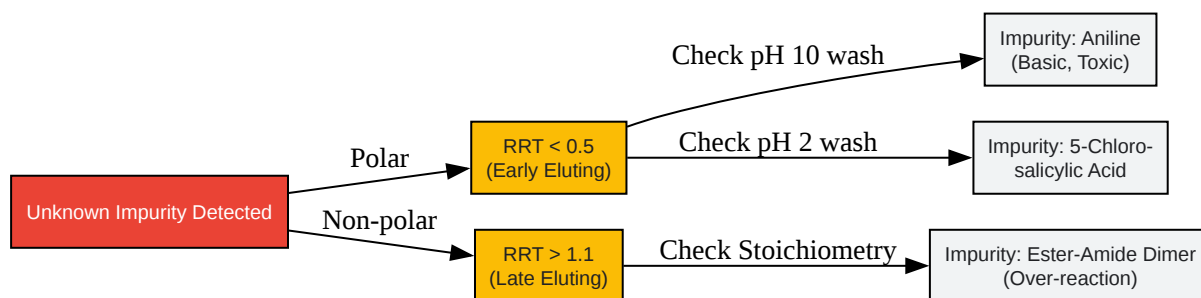 Unknown Impurity Detected
Polar
Non-polar
RRT < 0.5
(Early Eluting)
RRT > 1.1
(Late Eluting)
Check pH 10 wash
Check pH 2 wash
Check Stoichiometry
Impurity: Aniline
(Basic, Toxic)
Impurity: 5-Chloro-
salicylic Acid
Impurity: Ester-Amide Dimer
(Over-reaction)